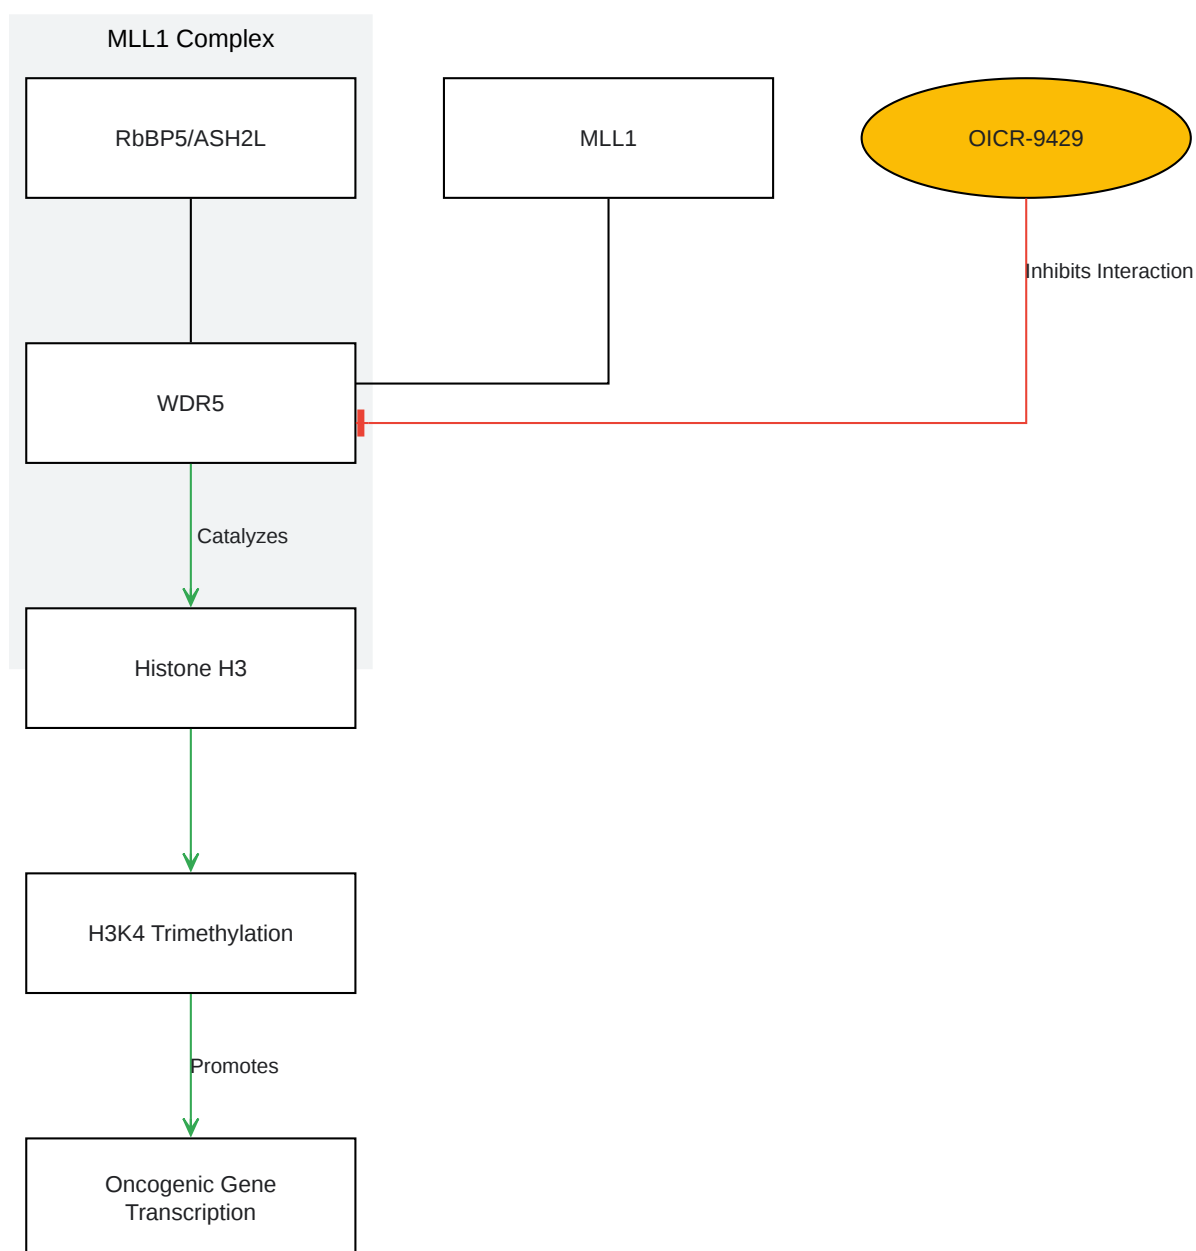 MLL1 Complex
RbBP5/ASH2L
MLL1
OICR-9429
Inhibits Interaction
WDR5
Catalyzes
Histone H3
H3K4 Trimethylation
Promotes
Oncogenic Gene
Transcription